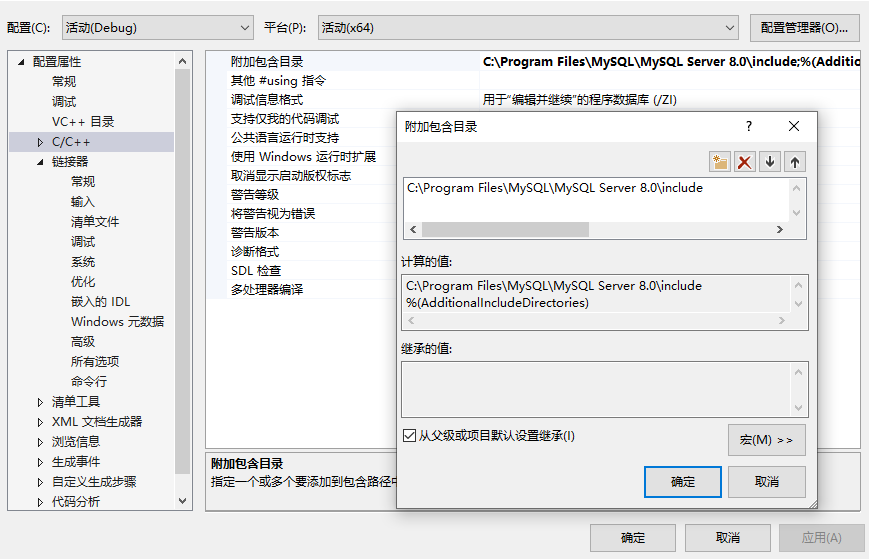 配置(C):
活动(Debug)
平台(P):
活动(x64)
配置管理器(O)...
配置属性
常规
调试
VC++ 目录
C/C++
链接器
常规
输入
清单文件
调试
系统
优化
嵌入的 IDL
Windows 元数据
高级
所有选项
命令行
清单工具
XML 文档生成器
浏览信息
生成事件
自定义生成步骤
代码分析
附加包含目录
C:\Program Files\MySQL\MySQL Server 8.0\include;%(Additio
其他 #using 指令
调试信息格式
用于“编辑并继续”的程序数据库 (/ZI)
支持仅我的代码调试
公共语言运行时支持
使用 Windows 运行时扩展
取消显示启动版权标志
警告等级
将警告视为错误
警告版本
诊断格式
SDL 检查
多处理器编译
附加包含目录
指定一个或多个要添加到包含路径中
附加包含目录
?
C:\Program Files\MySQL\MySQL Server 8.0\include
计算的值:
C:\Program Files\MySQL\MySQL Server 8.0\include
%(AdditionalIncludeDirectories)
继承的值:
从父级或项目默认设置继承(I)
宏(M) >>
确定
取消
确定
取消
应用(A)